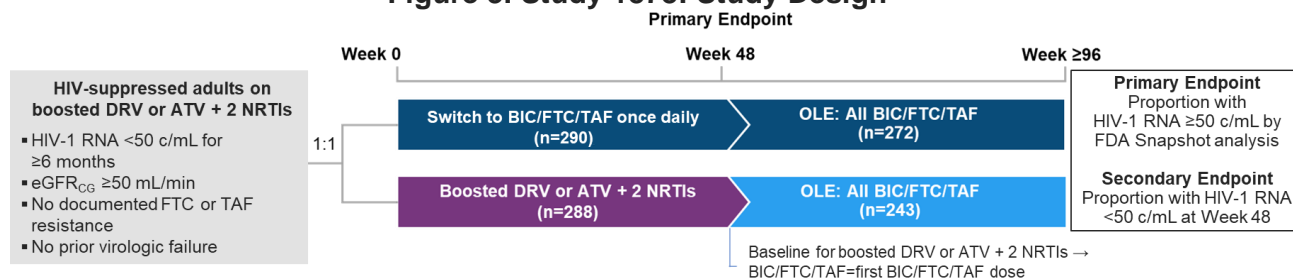 Primary Endpoint
Week 0
Week 48
Week ≥96
HIV-suppressed adults on
boosted DRV or ATV + 2 NRTIs
▪ HIV-1 RNA <50 c/mL for
≥6 months
▪ eGFRCG ≥50 mL/min
▪ No documented FTC or TAF
resistance
▪ No prior virologic failure
1:1
Switch to BIC/FTC/TAF once daily
(n=290)
OLE: All BIC/FTC/TAF
(n=272)
Boosted DRV or ATV + 2 NRTIs
(n=288)
OLE: All BIC/FTC/TAF
(n=243)
Baseline for boosted DRV or ATV + 2 NRTIs →
BIC/FTC/TAF=first BIC/FTC/TAF dose
Primary Endpoint
Proportion with
HIV-1 RNA ≥50 c/mL by
FDA Snapshot analysis
Secondary Endpoint
Proportion with HIV-1 RNA
<50 c/mL at Week 48